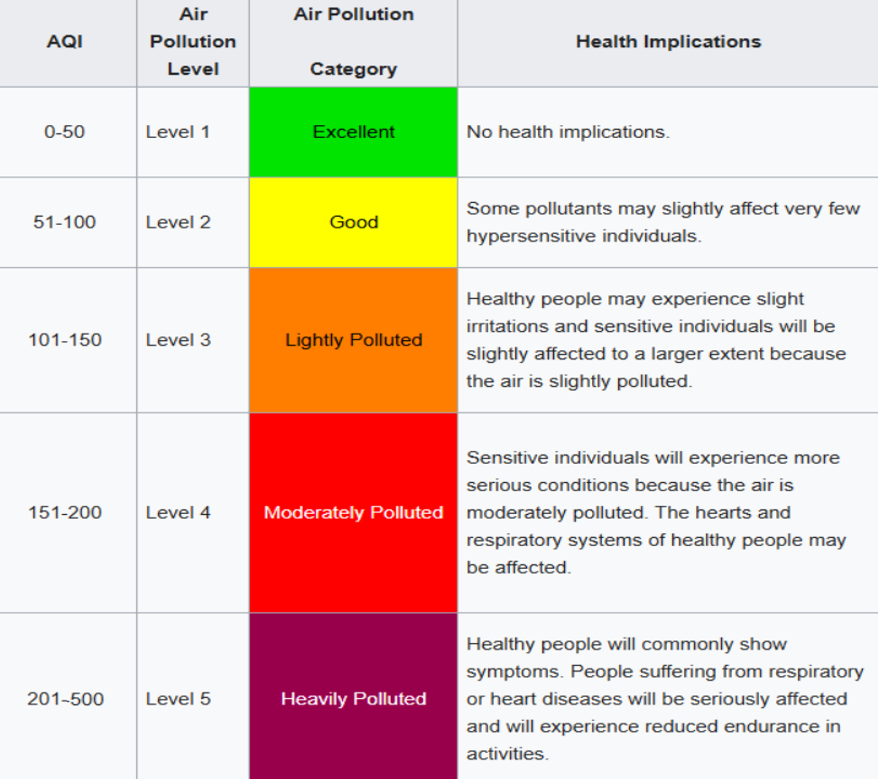 AQI
Air
Pollution
Level
Air Pollution
Category
Health Implications
0-50
Level 1
Excellent
No health implications.
51-100
Level 2
Good
Some pollutants may slightly affect very few
hypersensitive individuals.
101-150
Level 3
Lightly Polluted
Healthy people may experience slight
irritations and sensitive individuals will be
slightly affected to a larger extent because
the air is slightly polluted.
151-200
Level 4
Moderately Polluted
Sensitive individuals will experience more
serious conditions because the air is
moderately polluted. The hearts and
respiratory systems of healthy people may
be affected.
201~500
Level 5
Heavily Polluted
Healthy people will commonly show
symptoms. People suffering from respiratory
or heart diseases will be seriously affected
and will experience reduced endurance in
activities.